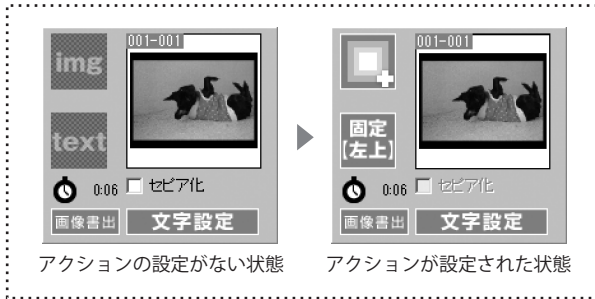 001-001
img
text
0:06 セピア化
画像書出 文字設定
アクションの設定がない状態
001-001
固定
[左上]
0:06 セピア化
画像書出 文字設定
アクションが設定された状態